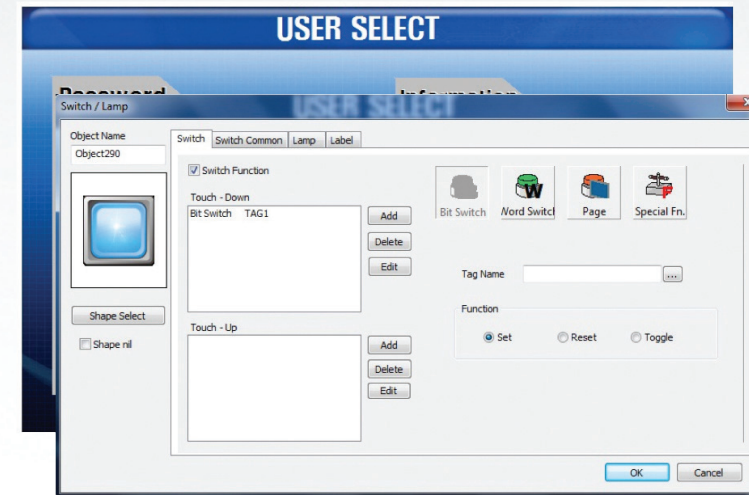 USER SELECT
Password
Information
Switch / Lamp
USER SELECT
Object Name
Object290
Shape Select
Shape nil
Switch
Switch Common
Lamp
Label
Switch Function
Touch - Down
Bit Switch TAG1
Add
Delete
Edit
Touch - Up
Add
Delete
Edit
Bit Switch
Word Switch
Page
Special Fn.
Tag Name
...
Function
Set
Reset
Toggle
OK
Cancel